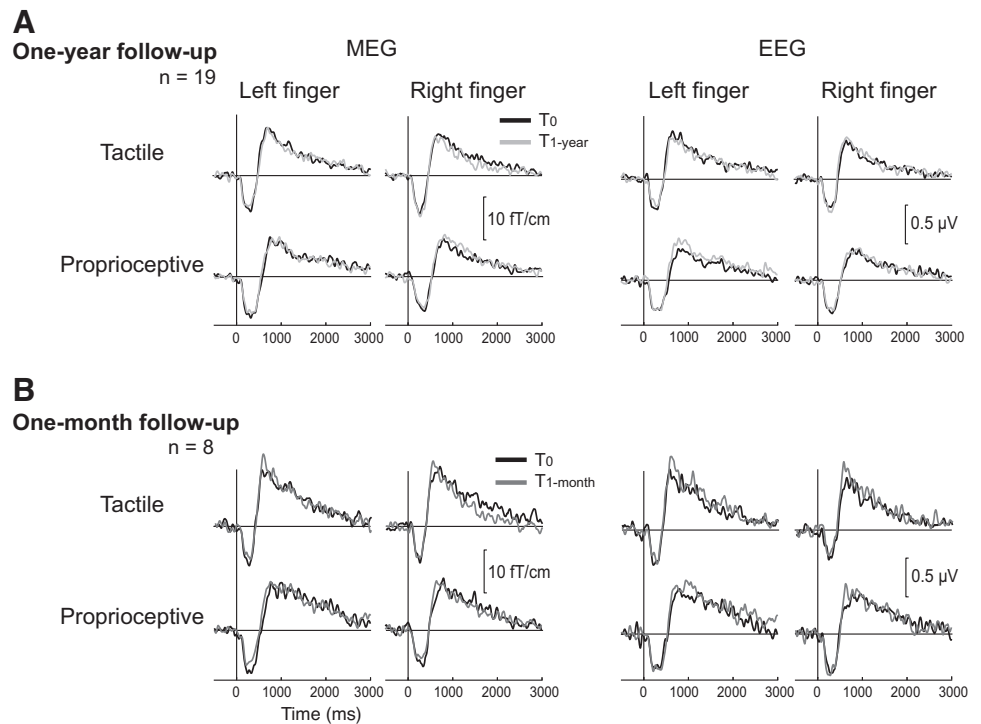 A
One-year follow-up
n = 19
MEG
EEG
Left finger
Right finger
Left finger
Right finger
T0
T1-year
Tactile
10 fT/cm
0.5 µV
Proprioceptive
0 1000 2000 3000
0 1000 2000 3000
0 1000 2000 3000
0 1000 2000 3000
B
One-month follow-up
n = 8
T0
T1-month
Tactile
10 fT/cm
0.5 µV
Proprioceptive
0 1000 2000 3000
0 1000 2000 3000
0 1000 2000 3000
0 1000 2000 3000
Time (ms)